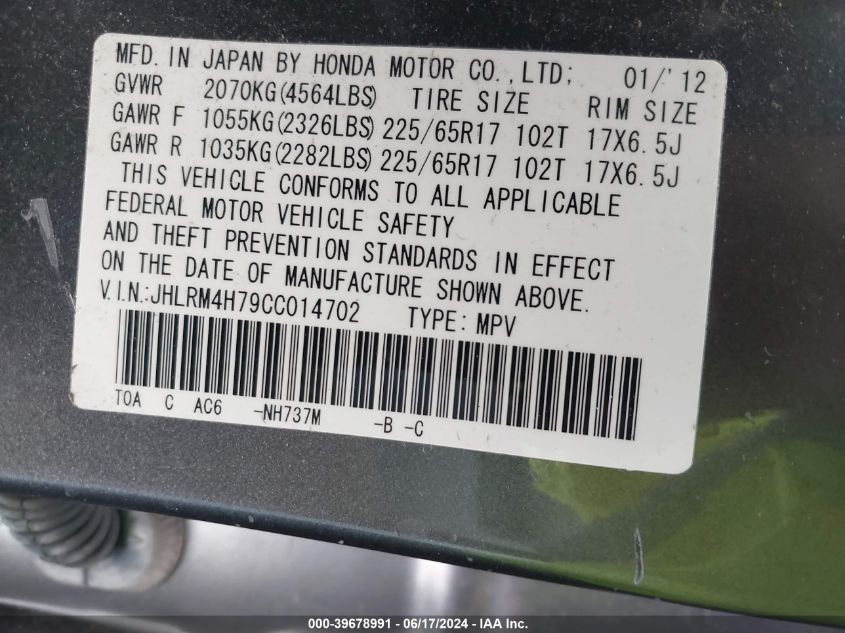 MFD. IN JAPAN BY HONDA MOTOR CO.,LTD; 01/'12
GVWR 2070KG(4564LBS) TIRE SIZE RIM SIZE
GAWR F 1055KG(2326LBS) 225/65R17 102T 17X6.5J
GAWR R 1035KG(2282LBS) 225/65R17 102T 17X6.5J
THIS VEHICLE CONFORMS TO ALL APPLICABLE
FEDERAL MOTOR VEHICLE SAFETY
AND THEFT PREVENTION STANDARDS IN EFFECT
ON THE DATE OF MANUFACTURE SHOWN ABOVE.
V.I.N.:JHLRM4H79CC014702 TYPE: MPV
TOA C AC6 -NH737M -B -C
000-39678991 - 06/17/2024 - IAA, Inc.